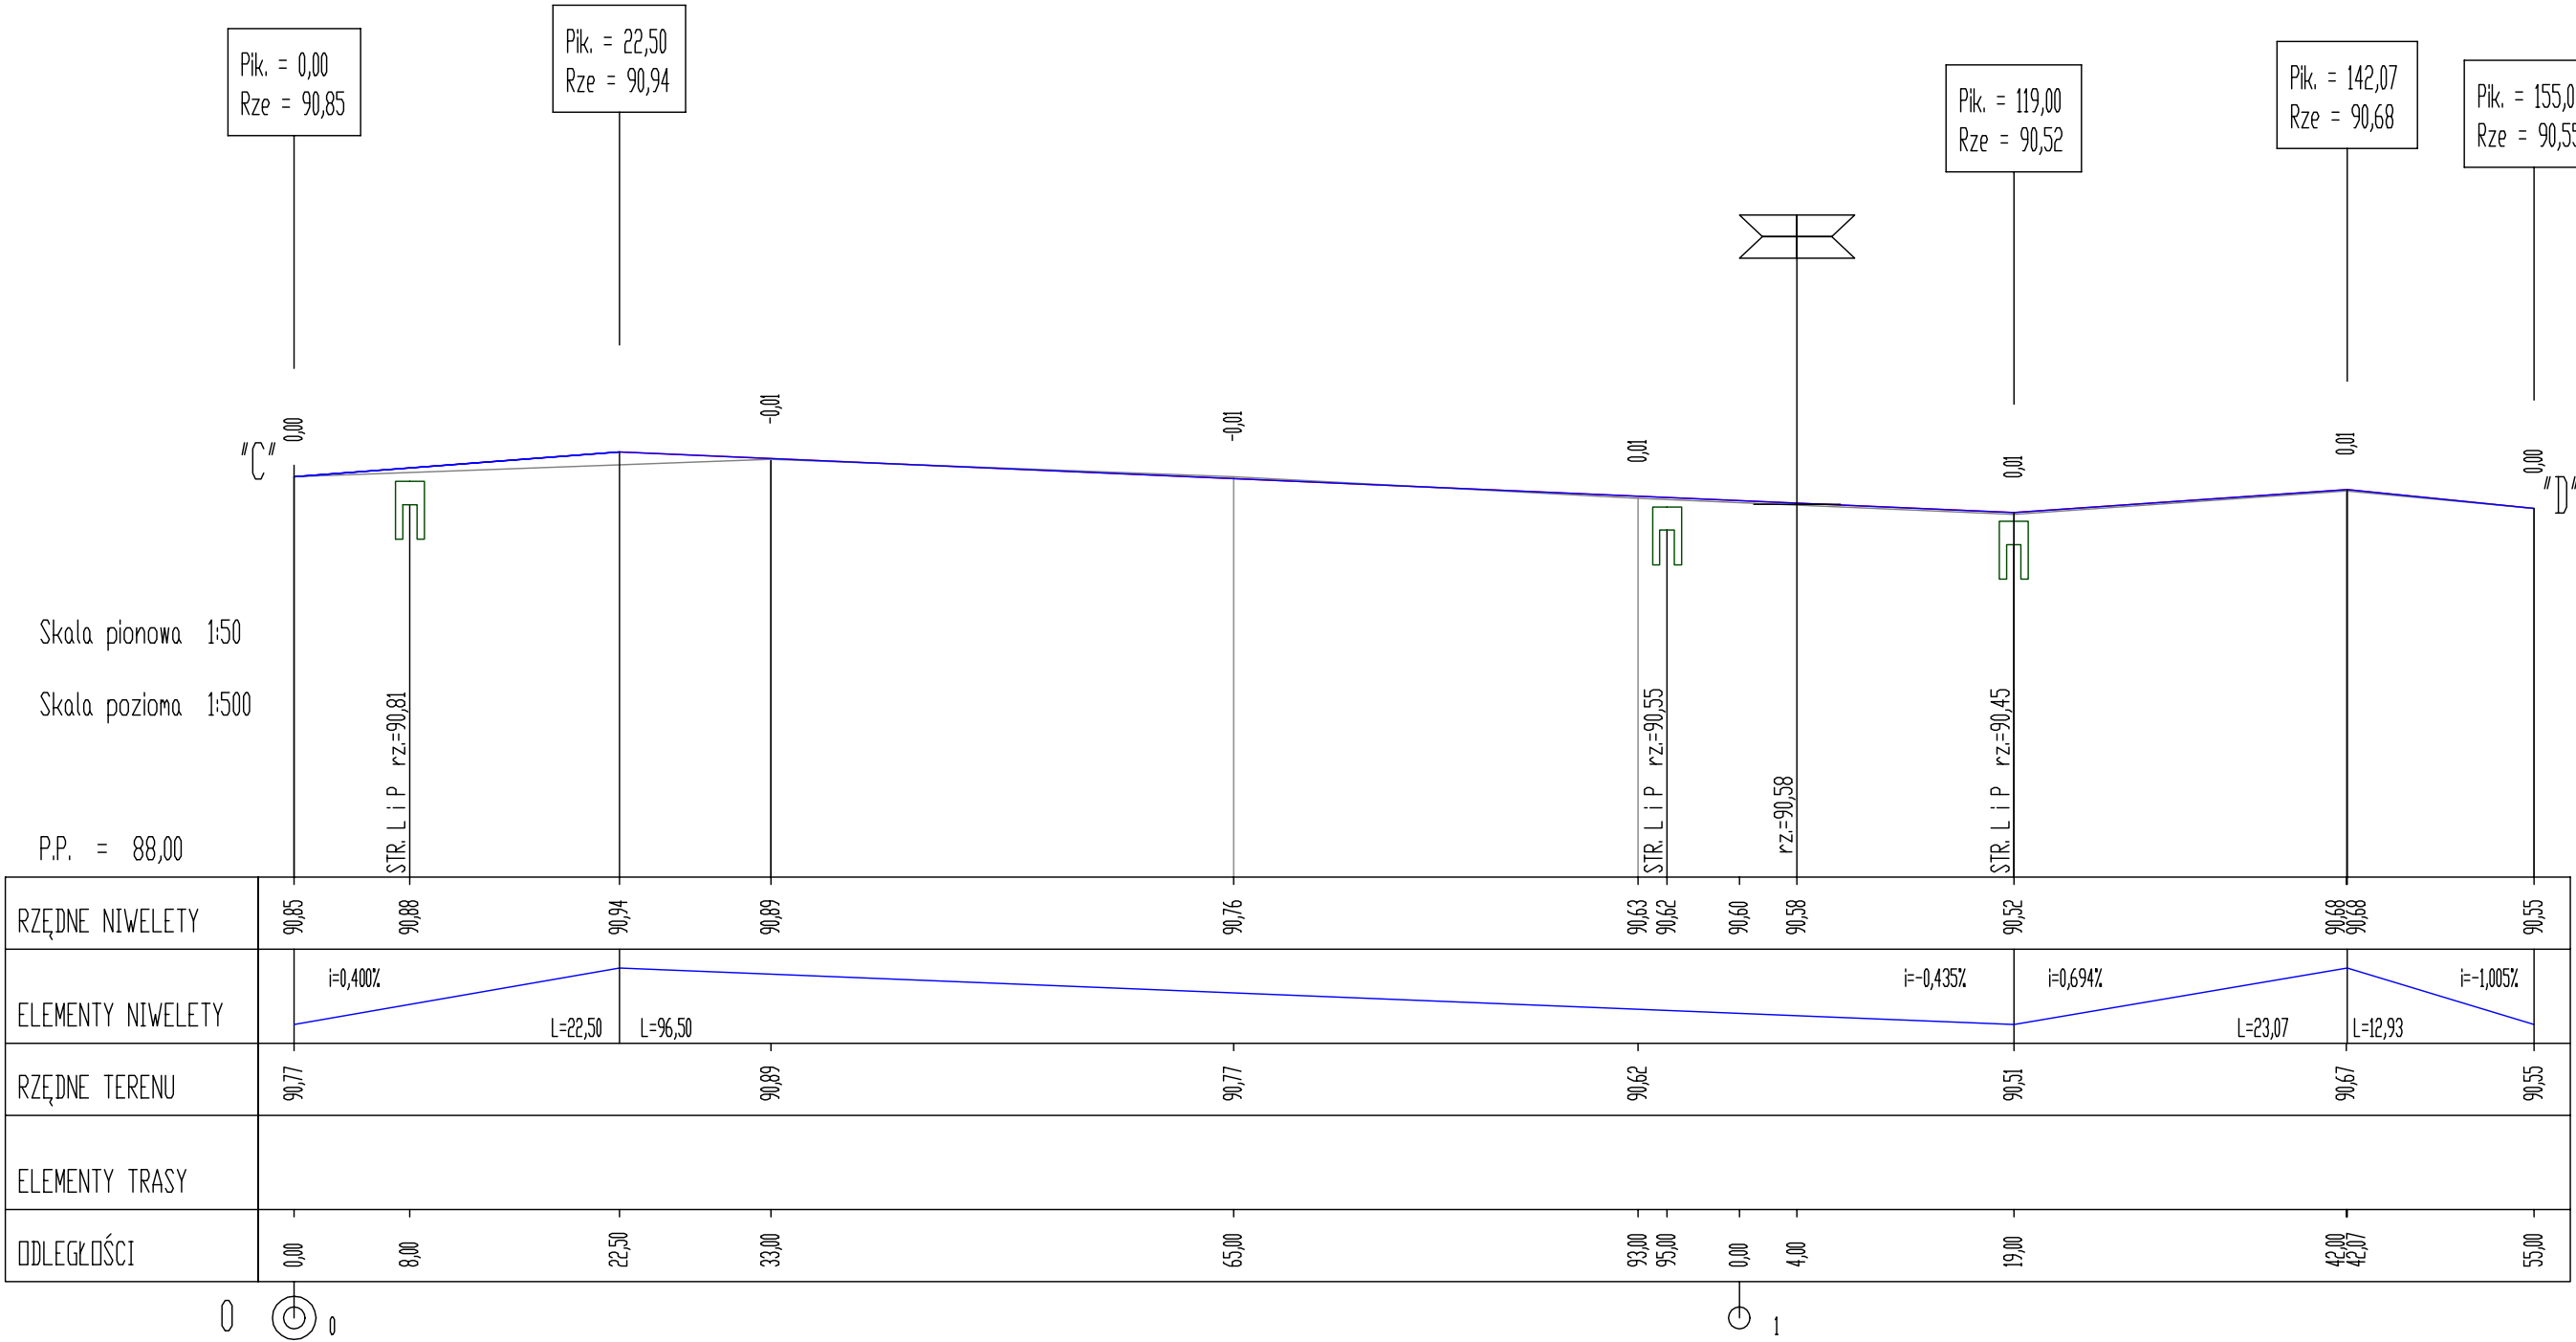 Pik. = 0,00
Rze = 90,85
Pik. = 22,50
Rze = 90,94
Pik. = 119,00
Rze = 90,52
Pik. = 142,07
Rze = 90,68
Pik. = 155,0
Rze = 90,55
"C"
0,00
-0,01
-0,01
0,01
0,01
0,01
0,00
"D"
Skala pionowa 1:50
Skala pozioma 1:500
P.P. = 88,00
STR. L i P rz.=90,81
STR. L i P rz.=90,55
rz.=90,58
STR. L i P rz.=90,45
RZĘDNE NIWELETY 90,85 90,88 90,94 90,89 90,76 90,63 90,62 90,60 90,58 90,52 90,68 90,68 90,55
i=0,400% i=-0,435% i=0,694% i=-1,005%
ELEMENTY NIWELETY L=22,50 L=96,50 L=23,07 L=12,93
RZĘDNE TERENU 90,77 90,89 90,77 90,62 90,51 90,67 90,55
ELEMENTY TRASY
ODLEGŁOŚCI 0,00 8,00 22,50 33,00 65,00 93,00 95,00 0,00 4,00 19,00 42,00 42,07 55,00
0 0 1